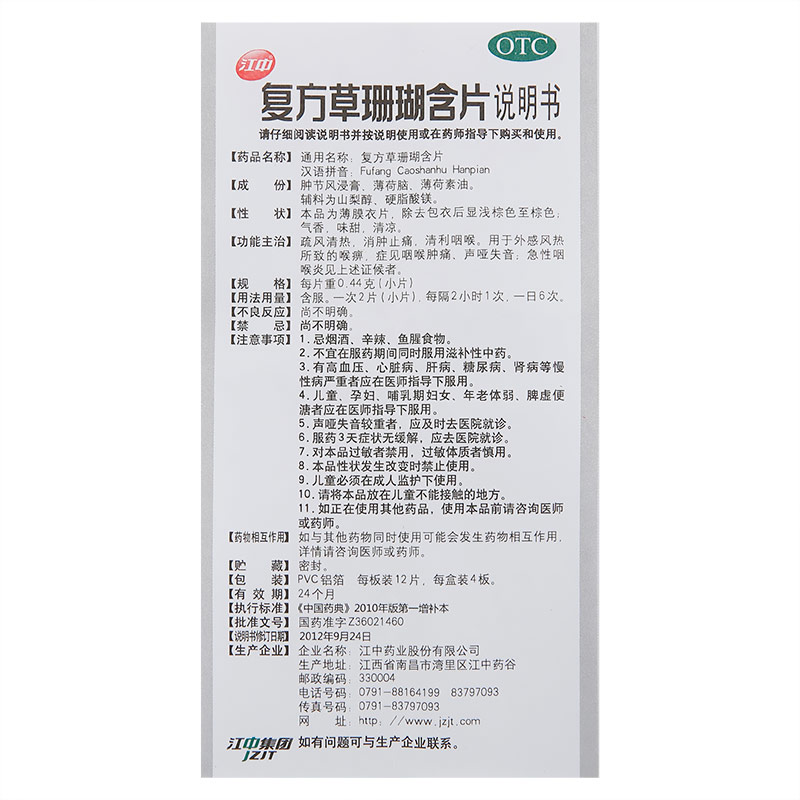 江中
OTC
复方草珊瑚含片说明书
请仔细阅读说明书并按说明使用或在药师指导下购买和使用。
【药品名称】通用名称：复方草珊瑚含片
汉语拼音：Fufang Caoshanhu Hanpian
【成 份】肿节风浸膏、薄荷脑、薄荷素油。
辅料为山梨醇、硬脂酸镁。
【性 状】本品为薄膜衣片，除去包衣后显浅棕色至棕色；
气香，味甜、清凉。
【功能主治】疏风清热，消肿止痛，清利咽喉。用于外感风热
所致的喉痹，症见咽喉肿痛、声哑失音；急性咽
喉炎见上述证候者。
【规 格】每片重0.44克(小片)
【用法用量】含服。一次2片(小片)，每隔2小时1次，一日6次。
【不良反应】尚不明确。
【禁 忌】尚不明确。
【注意事项】1.忌烟酒、辛辣、鱼腥食物。
2.不宜在服药期间同时服用滋补性中药。
3.有高血压、心脏病、肝病、糖尿病、肾病等慢
性病严重者应在医师指导下服用。
4.儿童、孕妇、哺乳期妇女、年老体弱、脾虚便
溏者应在医师指导下服用。
5.声哑失音较重者，应及时去医院就诊。
6.服药3天症状无缓解，应去医院就诊。
7.对本品过敏者禁用，过敏体质者慎用。
8.本品性状发生改变时禁止使用。
9.儿童必须在成人监护下使用。
10.请将本品放在儿童不能接触的地方。
11.如正在使用其他药品，使用本品前请咨询医师
或药师。
【药物相互作用】如与其他药物同时使用可能会发生药物相互作用，
详情请咨询医师或药师。
【贮 藏】密封。
【包 装】PVC铝箔 每板装12片，每盒装4板。
【有 效 期】24个月
【执行标准】《中国药典》2010年版第一增补本
【批准文号】国药准字Z36021460
【说明书修订日期】2012年9月24日
【生产企业】企业名称：江中药业股份有限公司
生产地址：江西省南昌市湾里区江中药谷
邮政编码：330004
电话号码：0791-88164199 83797093
传真号码：0791-83797093
网 址：http://www.jzjt.com
江中集团 JZJT 如有问题可与生产企业联系。